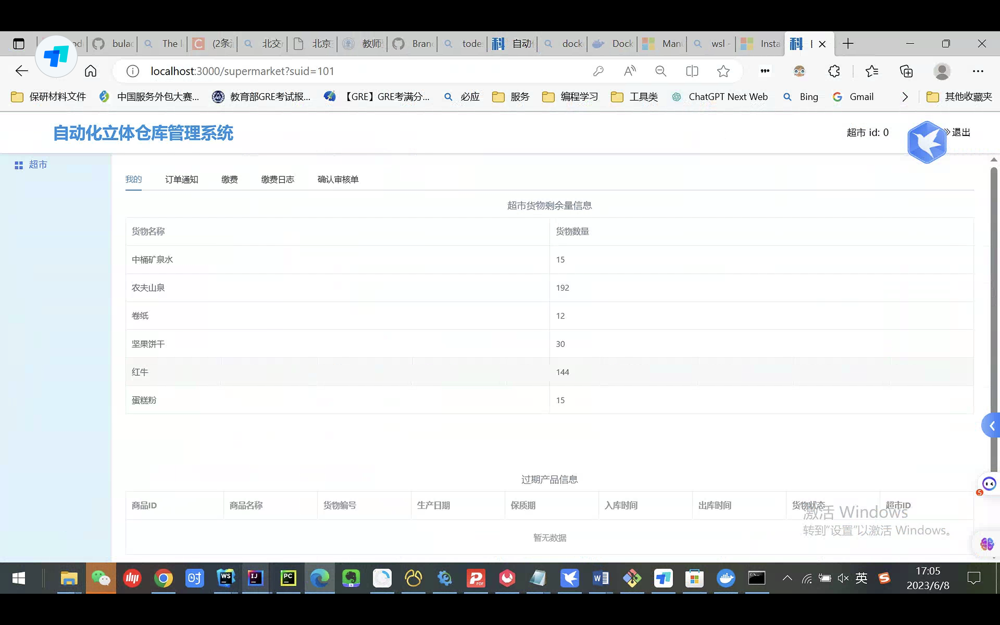 bulac
The
(2条
北交
北京
教师
Bran
tode
自动
dock
Dock
Man
wsl -
Insta
localhost:3000/supermarket?suid=101
保研材料文件
中国服务外包大赛...
教育部GRE考试报...
【GRE】GRE考满分...
必应
服务
编程学习
工具类
ChatGPT Next Web
Bing
Gmail
其他收藏夹
自动化立体仓库管理系统
超市 id: 0
退出
超市
我的 订单通知 缴费 缴费日志 确认审核单
超市货物剩余量信息
货物名称 货物数量
中桶矿泉水 15
农夫山泉 192
卷纸 12
坚果饼干 30
红牛 144
蛋糕粉 15
过期产品信息
商品ID 商品名称 货物编号 生产日期 保质期 入库时间 出库时间 货物状态 超市ID
暂无数据
激活 Windows
转到"设置"以激活 Windows。
5
英
17:05
2023/6/8